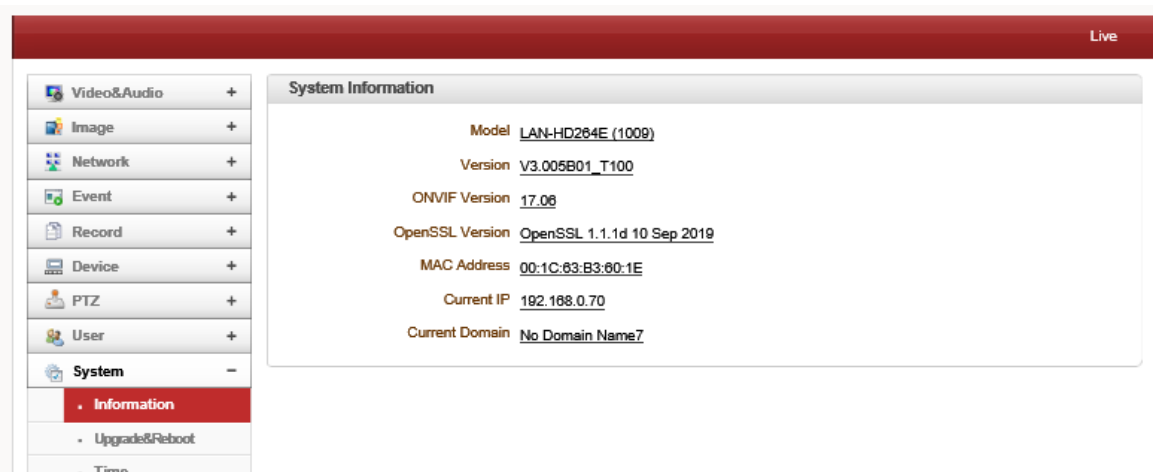 Live
Video&Audio +
Image +
Network +
Event +
Record +
Device +
PTZ +
User +
System −
Information
Upgrade&Reboot
Time
System Information
Model LAN-HD264E (1009)
Version V3.005B01_T100
ONVIF Version 17.06
OpenSSL Version OpenSSL 1.1.1d 10 Sep 2019
MAC Address 00:1C:63:B3:60:1E
Current IP 192.168.0.70
Current Domain No Domain Name7